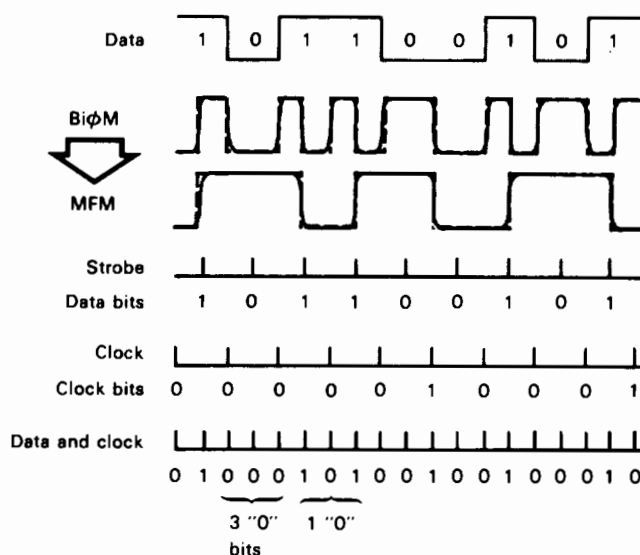 Data 1 0 1 1 0 0 1 0 1
BiφM
MFM
Strobe
Data bits 1 0 1 1 0 0 1 0 1
Clock
Clock bits 0 0 0 0 0 1 0 0 0 1
Data and clock
0 1 0 0 0 1 0 1 0 0 1 0 0 1 0 0 0 1 0
3 "0" 1 "0"
bits